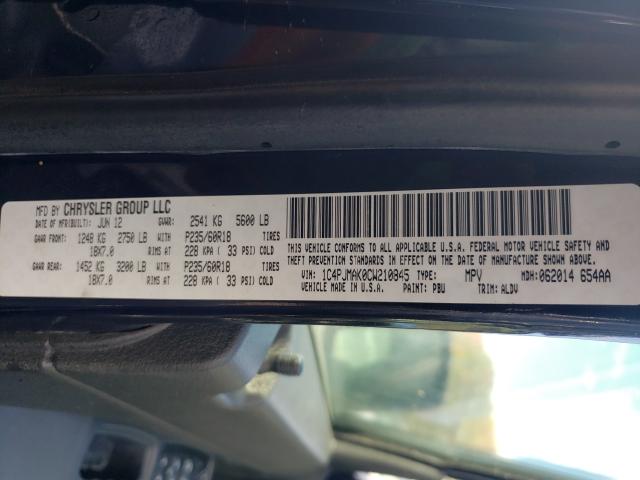 MFD BY CHRYSLER GROUP LLC
DATE OF MFR(BUILT): JUN 12 GVWR: 2541 KG 5600 LB
GAWR FRONT: 1248 KG 2750 LB WITH P235/60R18 TIRES
18X7.0 RIMS AT 228 KPA ( 33 PSI) COLD
GAWR REAR: 1452 KG 3200 LB WITH P235/60R18 TIRES
18X7.0 RIMS AT 228 KPA ( 33 PSI) COLD
THIS VEHICLE CONFORMS TO ALL APPLICABLE U.S.A. FEDERAL MOTOR VEHICLE SAFETY AND
THEFT PREVENTION STANDARDS IN EFFECT ON THE DATE OF MANUFACTURE SHOWN ABOVE.
VIN: 1C4PJMAK0CW210845 TYPE: MPV MDH: 062014 654AA
VEHICLE MADE IN U.S.A. PAINT: PBU TRIM: ALDV